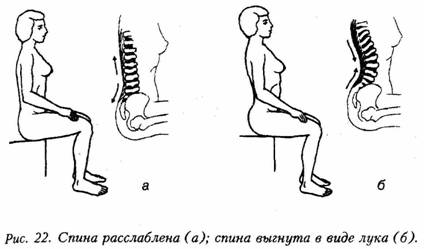 а
б
Рис. 22. Спина расслаблена (а); спина выгнута в виде лука (б).